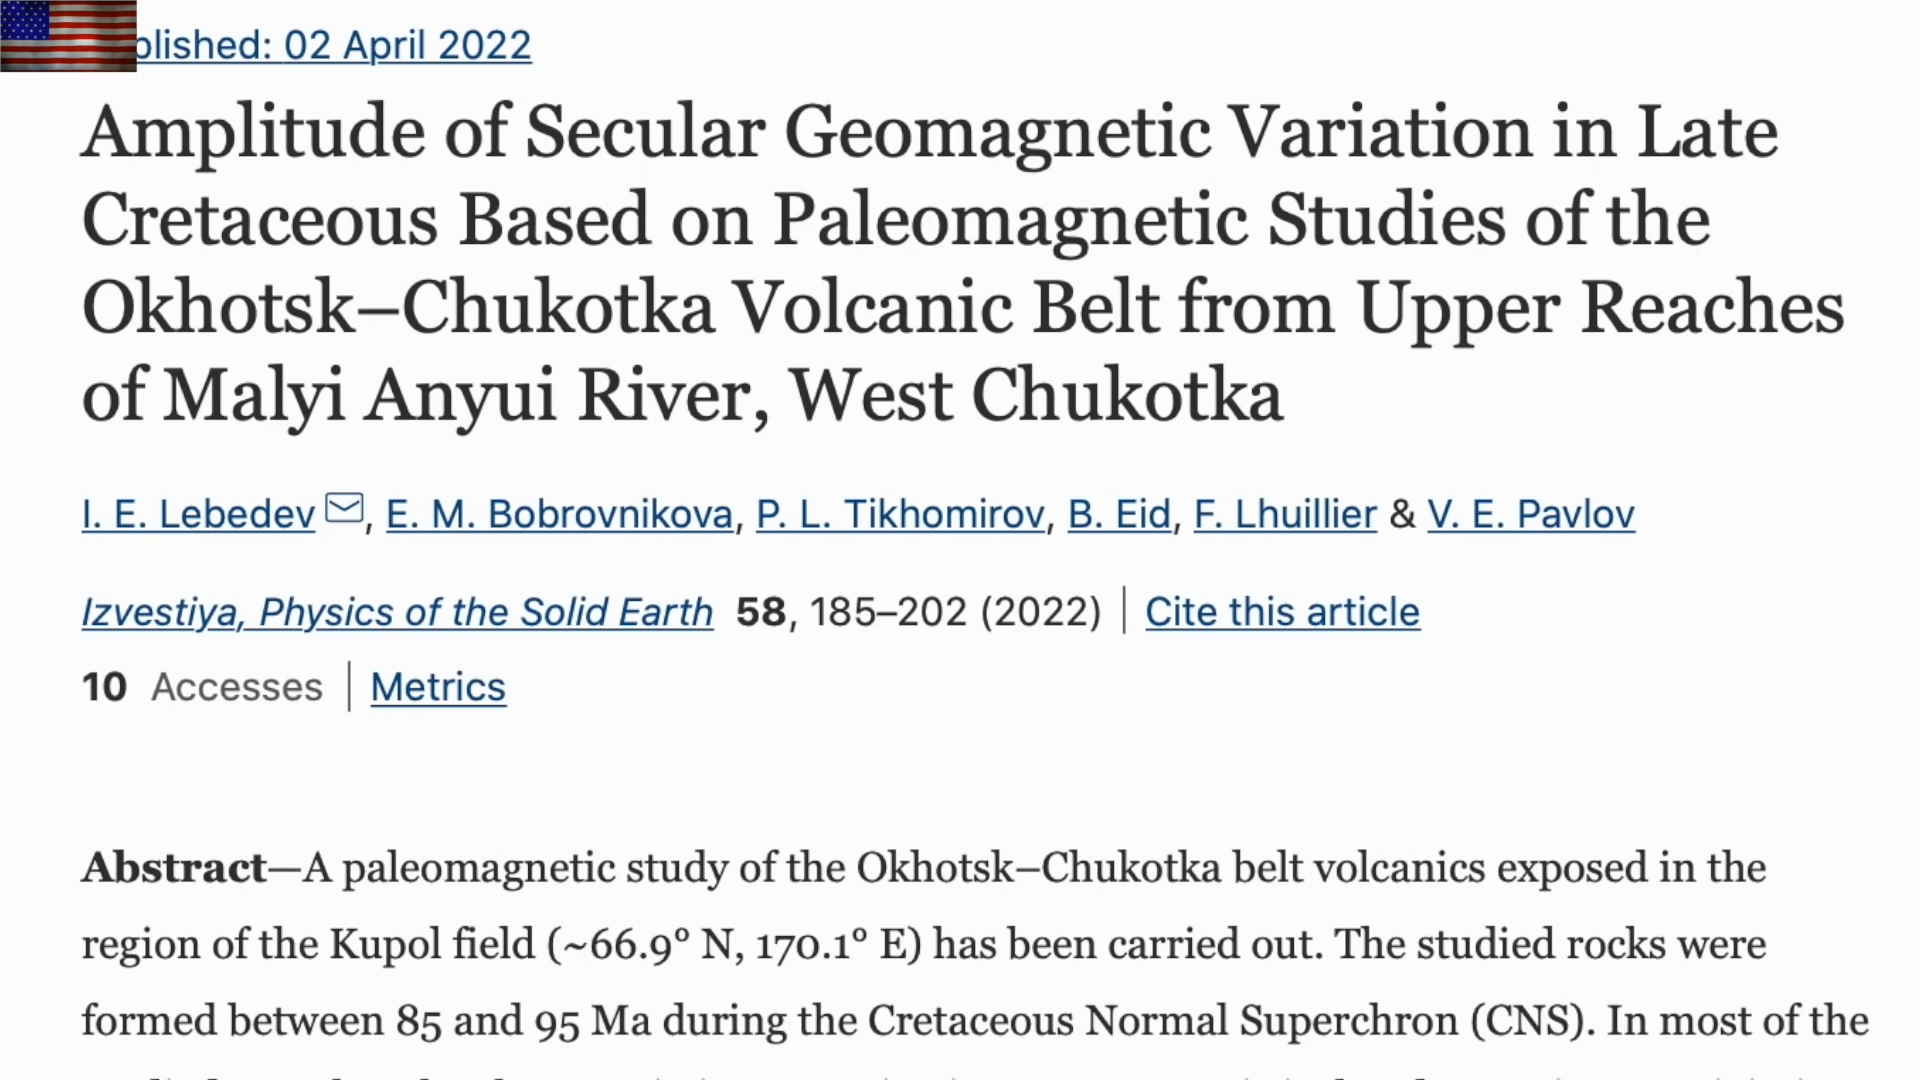 blished: 02 April 2022
Amplitude of Secular Geomagnetic Variation in Late
Cretaceous Based on Paleomagnetic Studies of the
Okhotsk–Chukotka Volcanic Belt from Upper Reaches
of Malyi Anyui River, West Chukotka
I. E. Lebedev, E. M. Bobrovnikova, P. L. Tikhomirov, B. Eid, F. Lhuillier & V. E. Pavlov
Izvestiya, Physics of the Solid Earth 58, 185–202 (2022) | Cite this article
10 Accesses | Metrics
Abstract—A paleomagnetic study of the Okhotsk–Chukotka belt volcanics exposed in the
region of the Kupol field (~66.9° N, 170.1° E) has been carried out. The studied rocks were
formed between 85 and 95 Ma during the Cretaceous Normal Superchron (CNS). In most of the